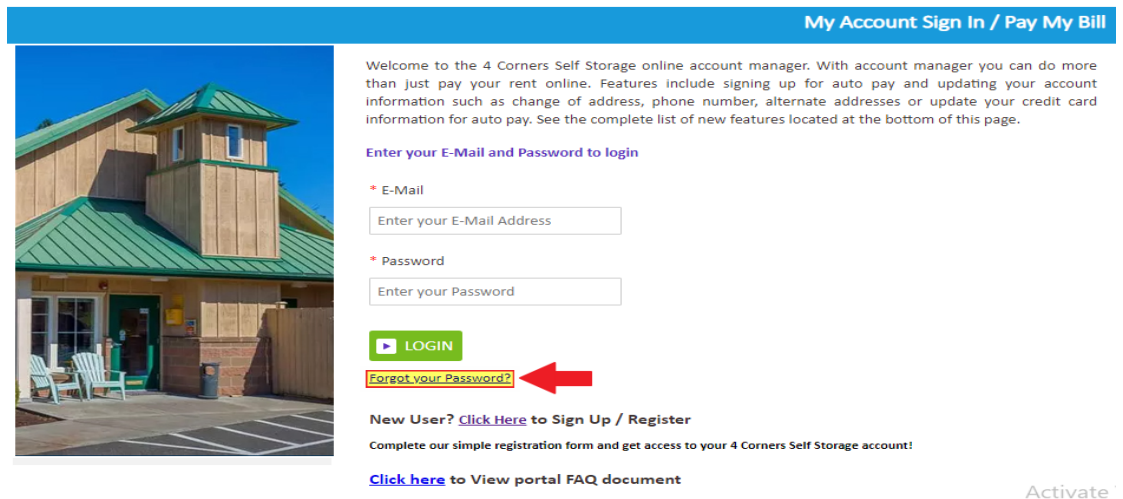 My Account Sign In / Pay My Bill
Welcome to the 4 Corners Self Storage online account manager. With account manager you can do more
than just pay your rent online. Features include signing up for auto pay and updating your account
information such as change of address, phone number, alternate addresses or update your credit card
information for auto pay. See the complete list of new features located at the bottom of this page.
Enter your E-Mail and Password to login
* E-Mail
Enter your E-Mail Address
* Password
Enter your Password
LOGIN
Forgot your Password?
New User? Click Here to Sign Up / Register
Complete our simple registration form and get access to your 4 Corners Self Storage account!
Click here to View portal FAQ document
Activate